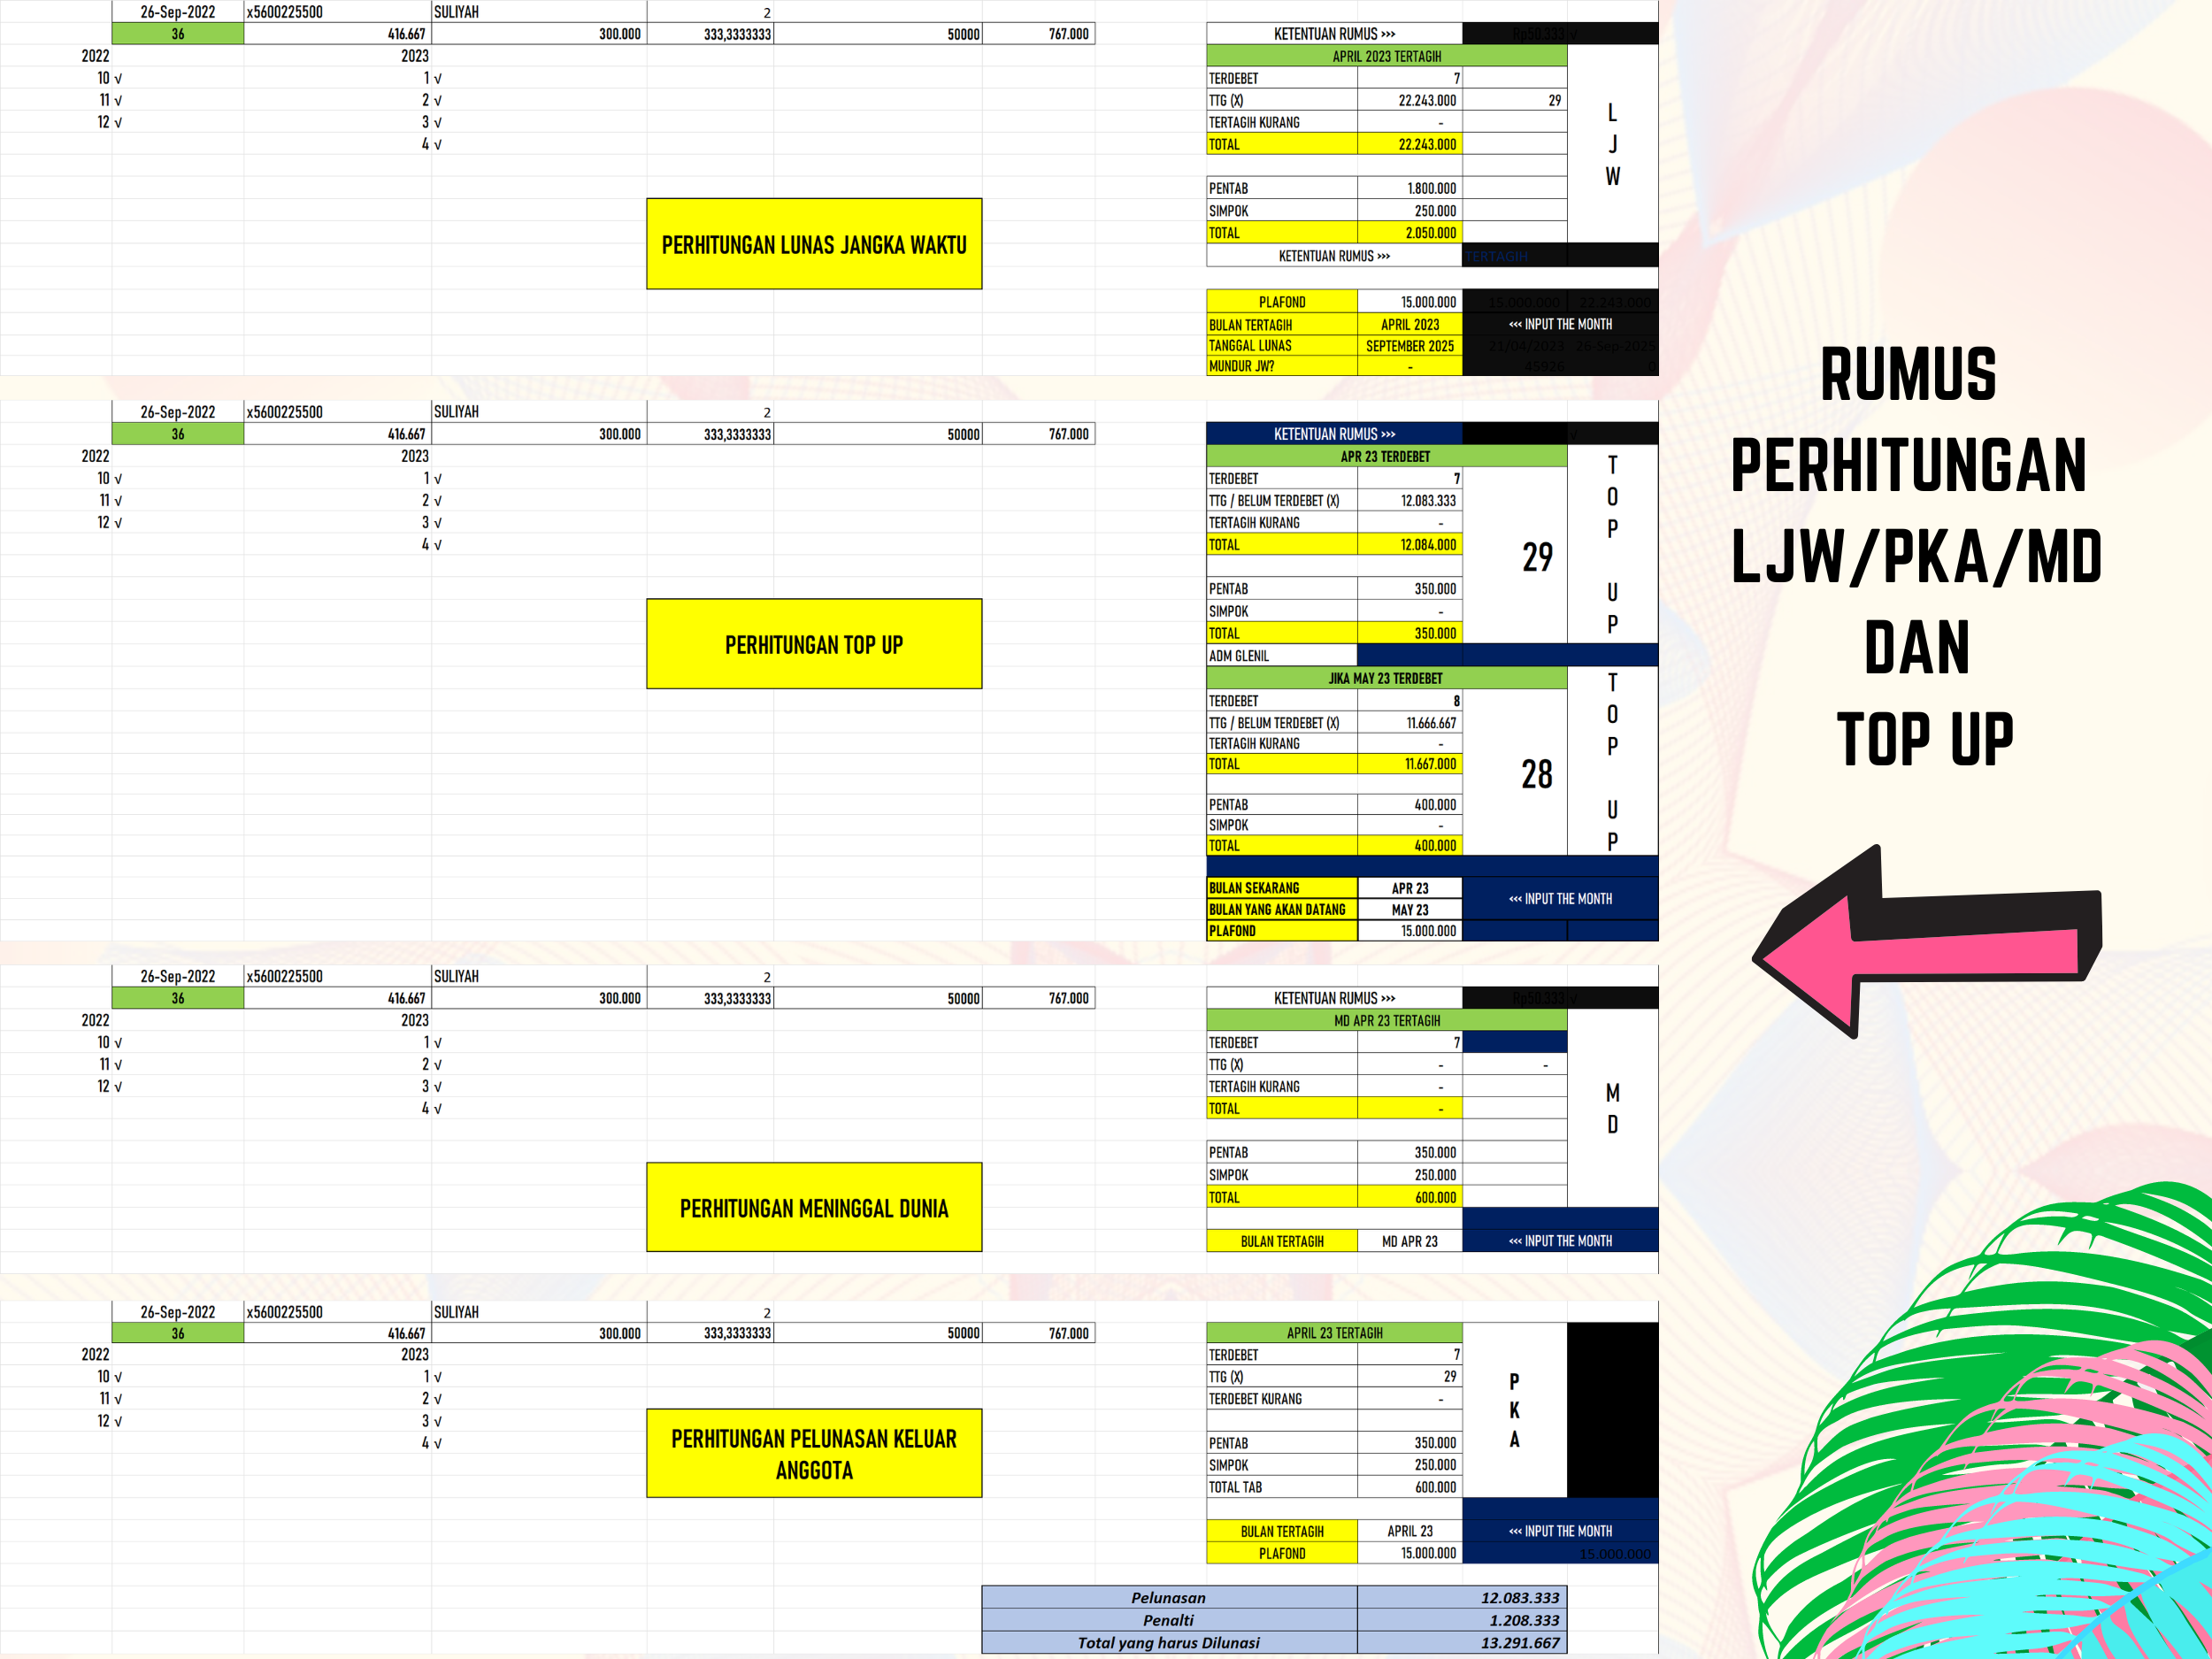 26-Sep-2022 x5600225500 SULIYAH 2
36 416.667 300.000 333,3333333 50000 767.000 KETENTUAN RUMUS >>> Rp50.333 √
2022 2023 APRIL 2023 TERTAGIH
10 √ 1 √ TERDEBET 7
11 √ 2 √ TTG (X) 22.243.000 29
12 √ 3 √ TERTAGIH KURANG -
4 √ TOTAL 22.243.000
L
J
W
PENTAB 1.800.000
SIMPOK 250.000
TOTAL 2.050.000
PERHITUNGAN LUNAS JANGKA WAKTU
KETENTUAN RUMUS >>> TERTAGIH
PLAFOND 15.000.000 15.000.000 22.243.000
BULAN TERTAGIH APRIL 2023 <<< INPUT THE MONTH
TANGGAL LUNAS SEPTEMBER 2025 21/04/2023 26-Sep-2025
MUNDUR JW? - 45926 0
26-Sep-2022 x5600225500 SULIYAH 2
36 416.667 300.000 333,3333333 50000 767.000 KETENTUAN RUMUS >>> √
2022 2023 APR 23 TERDEBET
10 √ 1 √ TERDEBET 7
11 √ 2 √ TTG / BELUM TERDEBET (X) 12.083.333
12 √ 3 √ TERTAGIH KURANG -
4 √ TOTAL 12.084.000
29
T
O
P
U
P
PENTAB 350.000
SIMPOK -
TOTAL 350.000
PERHITUNGAN TOP UP
ADM GLENIL
JIKA MAY 23 TERDEBET
TERDEBET 8
TTG / BELUM TERDEBET (X) 11.666.667
TERTAGIH KURANG -
TOTAL 11.667.000
28
T
O
P
U
P
PENTAB 400.000
SIMPOK -
TOTAL 400.000
BULAN SEKARANG APR 23
<<< INPUT THE MONTH
BULAN YANG AKAN DATANG MAY 23
PLAFOND 15.000.000
26-Sep-2022 x5600225500 SULIYAH 2
36 416.667 300.000 333,3333333 50000 767.000 KETENTUAN RUMUS >>> Rp50.333 √
2022 2023 MD APR 23 TERTAGIH
10 √ 1 √ TERDEBET 7
11 √ 2 √ TTG (X) - -
12 √ 3 √ TERTAGIH KURANG -
4 √ TOTAL -
M
D
PENTAB 350.000
SIMPOK 250.000
TOTAL 600.000
PERHITUNGAN MENINGGAL DUNIA
BULAN TERTAGIH MD APR 23 <<< INPUT THE MONTH
26-Sep-2022 x5600225500 SULIYAH 2
36 416.667 300.000 333,3333333 50000 767.000 APRIL 23 TERTAGIH
2022 2023 TERDEBET 7
10 √ 1 √ TTG (X) 29
11 √ 2 √ TERDEBET KURANG -
12 √ 3 √
4 √ PENTAB 350.000
P
K
A
SIMPOK 250.000
TOTAL TAB 600.000
PERHITUNGAN PELUNASAN KELUAR
ANGGOTA
BULAN TERTAGIH APRIL 23 <<< INPUT THE MONTH
PLAFOND 15.000.000 15.000.000
Pelunasan 12.083.333
Penalti 1.208.333
Total yang harus Dilunasi 13.291.667
RUMUS
PERHITUNGAN
LJW/PKA/MD
DAN
TOP UP